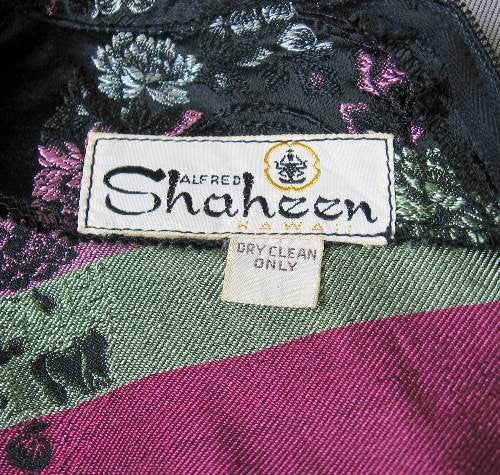 ALFRED
Shaheen
HAWAII
DRY CLEAN
ONLY